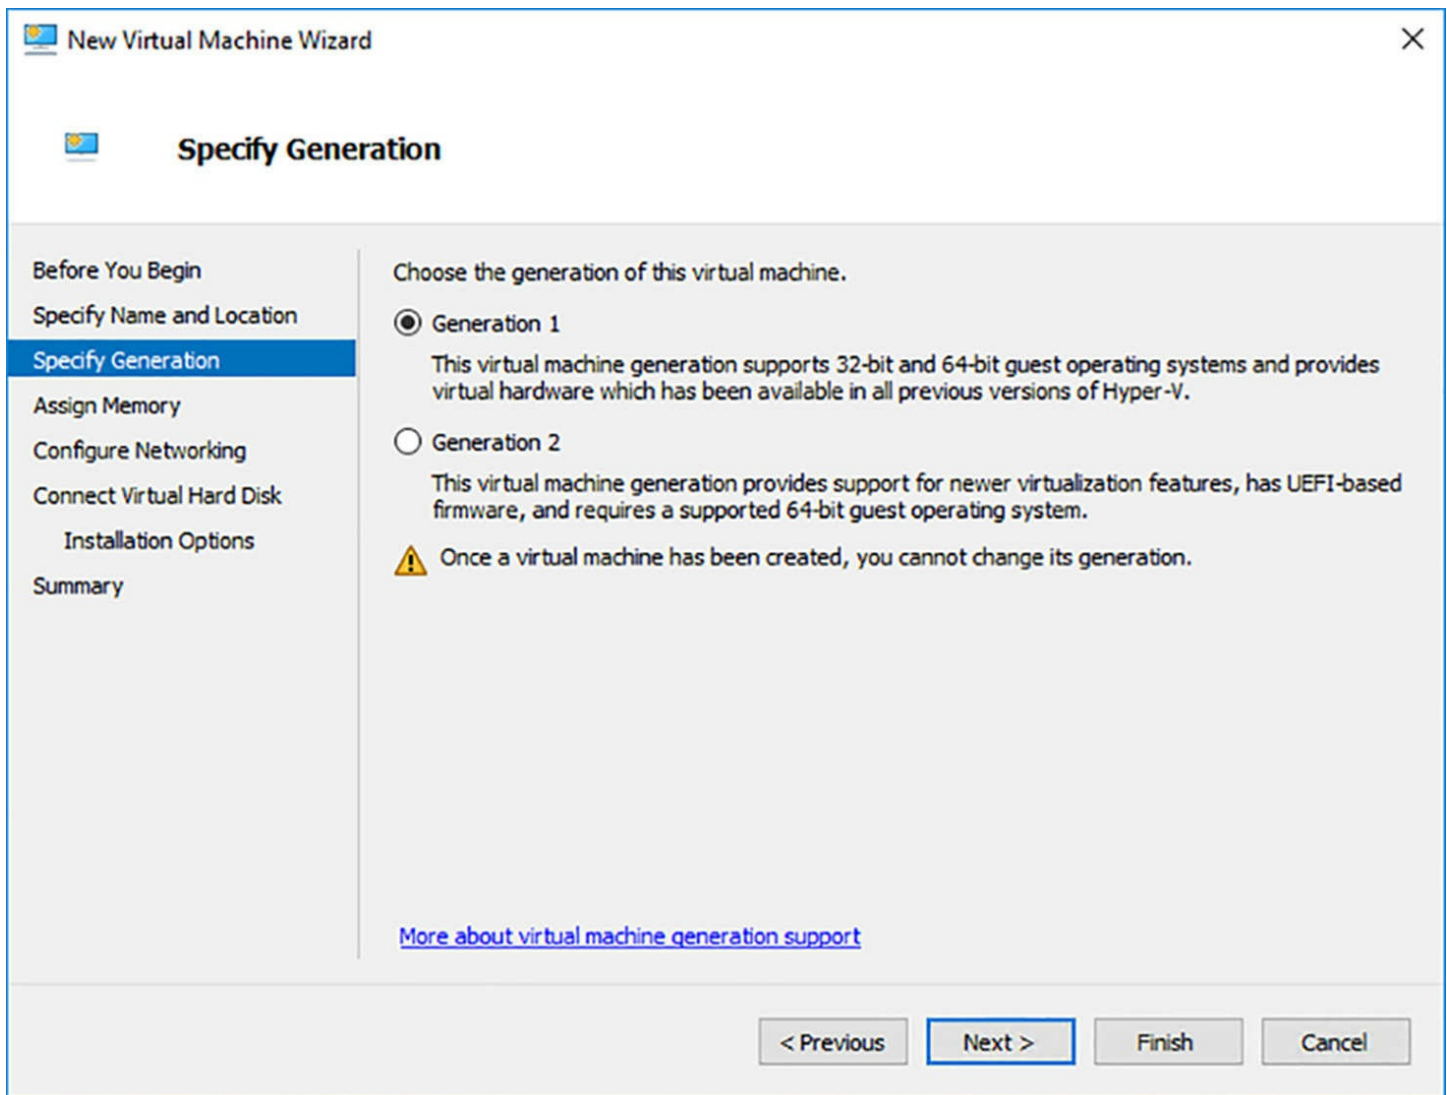 New Virtual Machine Wizard
Specify Generation
Before You Begin
Specify Name and Location
Specify Generation
Assign Memory
Configure Networking
Connect Virtual Hard Disk
Installation Options
Summary
Choose the generation of this virtual machine.
Generation 1
This virtual machine generation supports 32-bit and 64-bit guest operating systems and provides
virtual hardware which has been available in all previous versions of Hyper-V.
Generation 2
This virtual machine generation provides support for newer virtualization features, has UEFI-based
firmware, and requires a supported 64-bit guest operating system.
Once a virtual machine has been created, you cannot change its generation.
More about virtual machine generation support
< Previous
Next >
Finish
Cancel